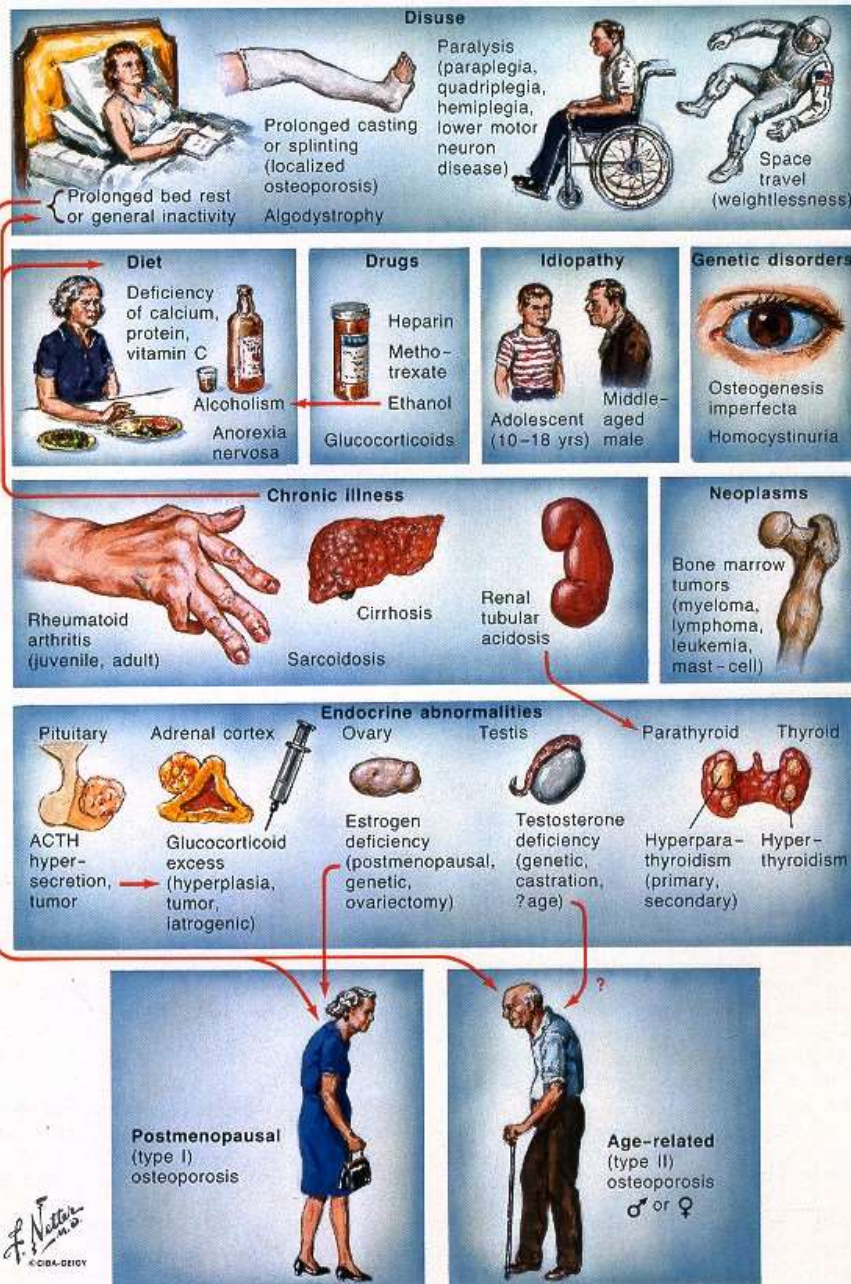 Disuse
Prolonged bed rest
or general inactivity
Prolonged casting
or splinting
(localized
osteoporosis)
Algodystrophy
Paralysis
(paraplegia,
quadriplegia,
hemiplegia,
lower motor
neuron
disease)
Space
travel
(weightlessness)
Diet
Deficiency
of calcium,
protein,
vitamin C
Alcoholism
Anorexia
nervosa
Drugs
Heparin
Metho-
trexate
Ethanol
Glucocorticoids
Idiopathy
Adolescent
(10–18 yrs)
Middle-
aged
male
Genetic disorders
Osteogenesis
imperfecta
Homocystinuria
Chronic illness
Rheumatoid
arthritis
(juvenile, adult)
Cirrhosis
Sarcoidosis
Renal
tubular
acidosis
Neoplasms
Bone marrow
tumors
(myeloma,
lymphoma,
leukemia,
mast-cell)
Endocrine abnormalities
Pituitary
ACTH
hyper-
secretion,
tumor
Adrenal cortex
Glucocorticoid
excess
(hyperplasia,
tumor,
iatrogenic)
Ovary
Estrogen
deficiency
(postmenopausal,
genetic,
ovariectomy)
Testis
Testosterone
deficiency
(genetic,
castration,
?age)
Parathyroid
Hyperpara-
thyroidism
(primary,
secondary)
Thyroid
Hyper-
thyroidism
?
Postmenopausal
(type I)
osteoporosis
Age-related
(type II)
osteoporosis
♂ or ♀
F. Netter
M.D.
©CIBA-GEIGY